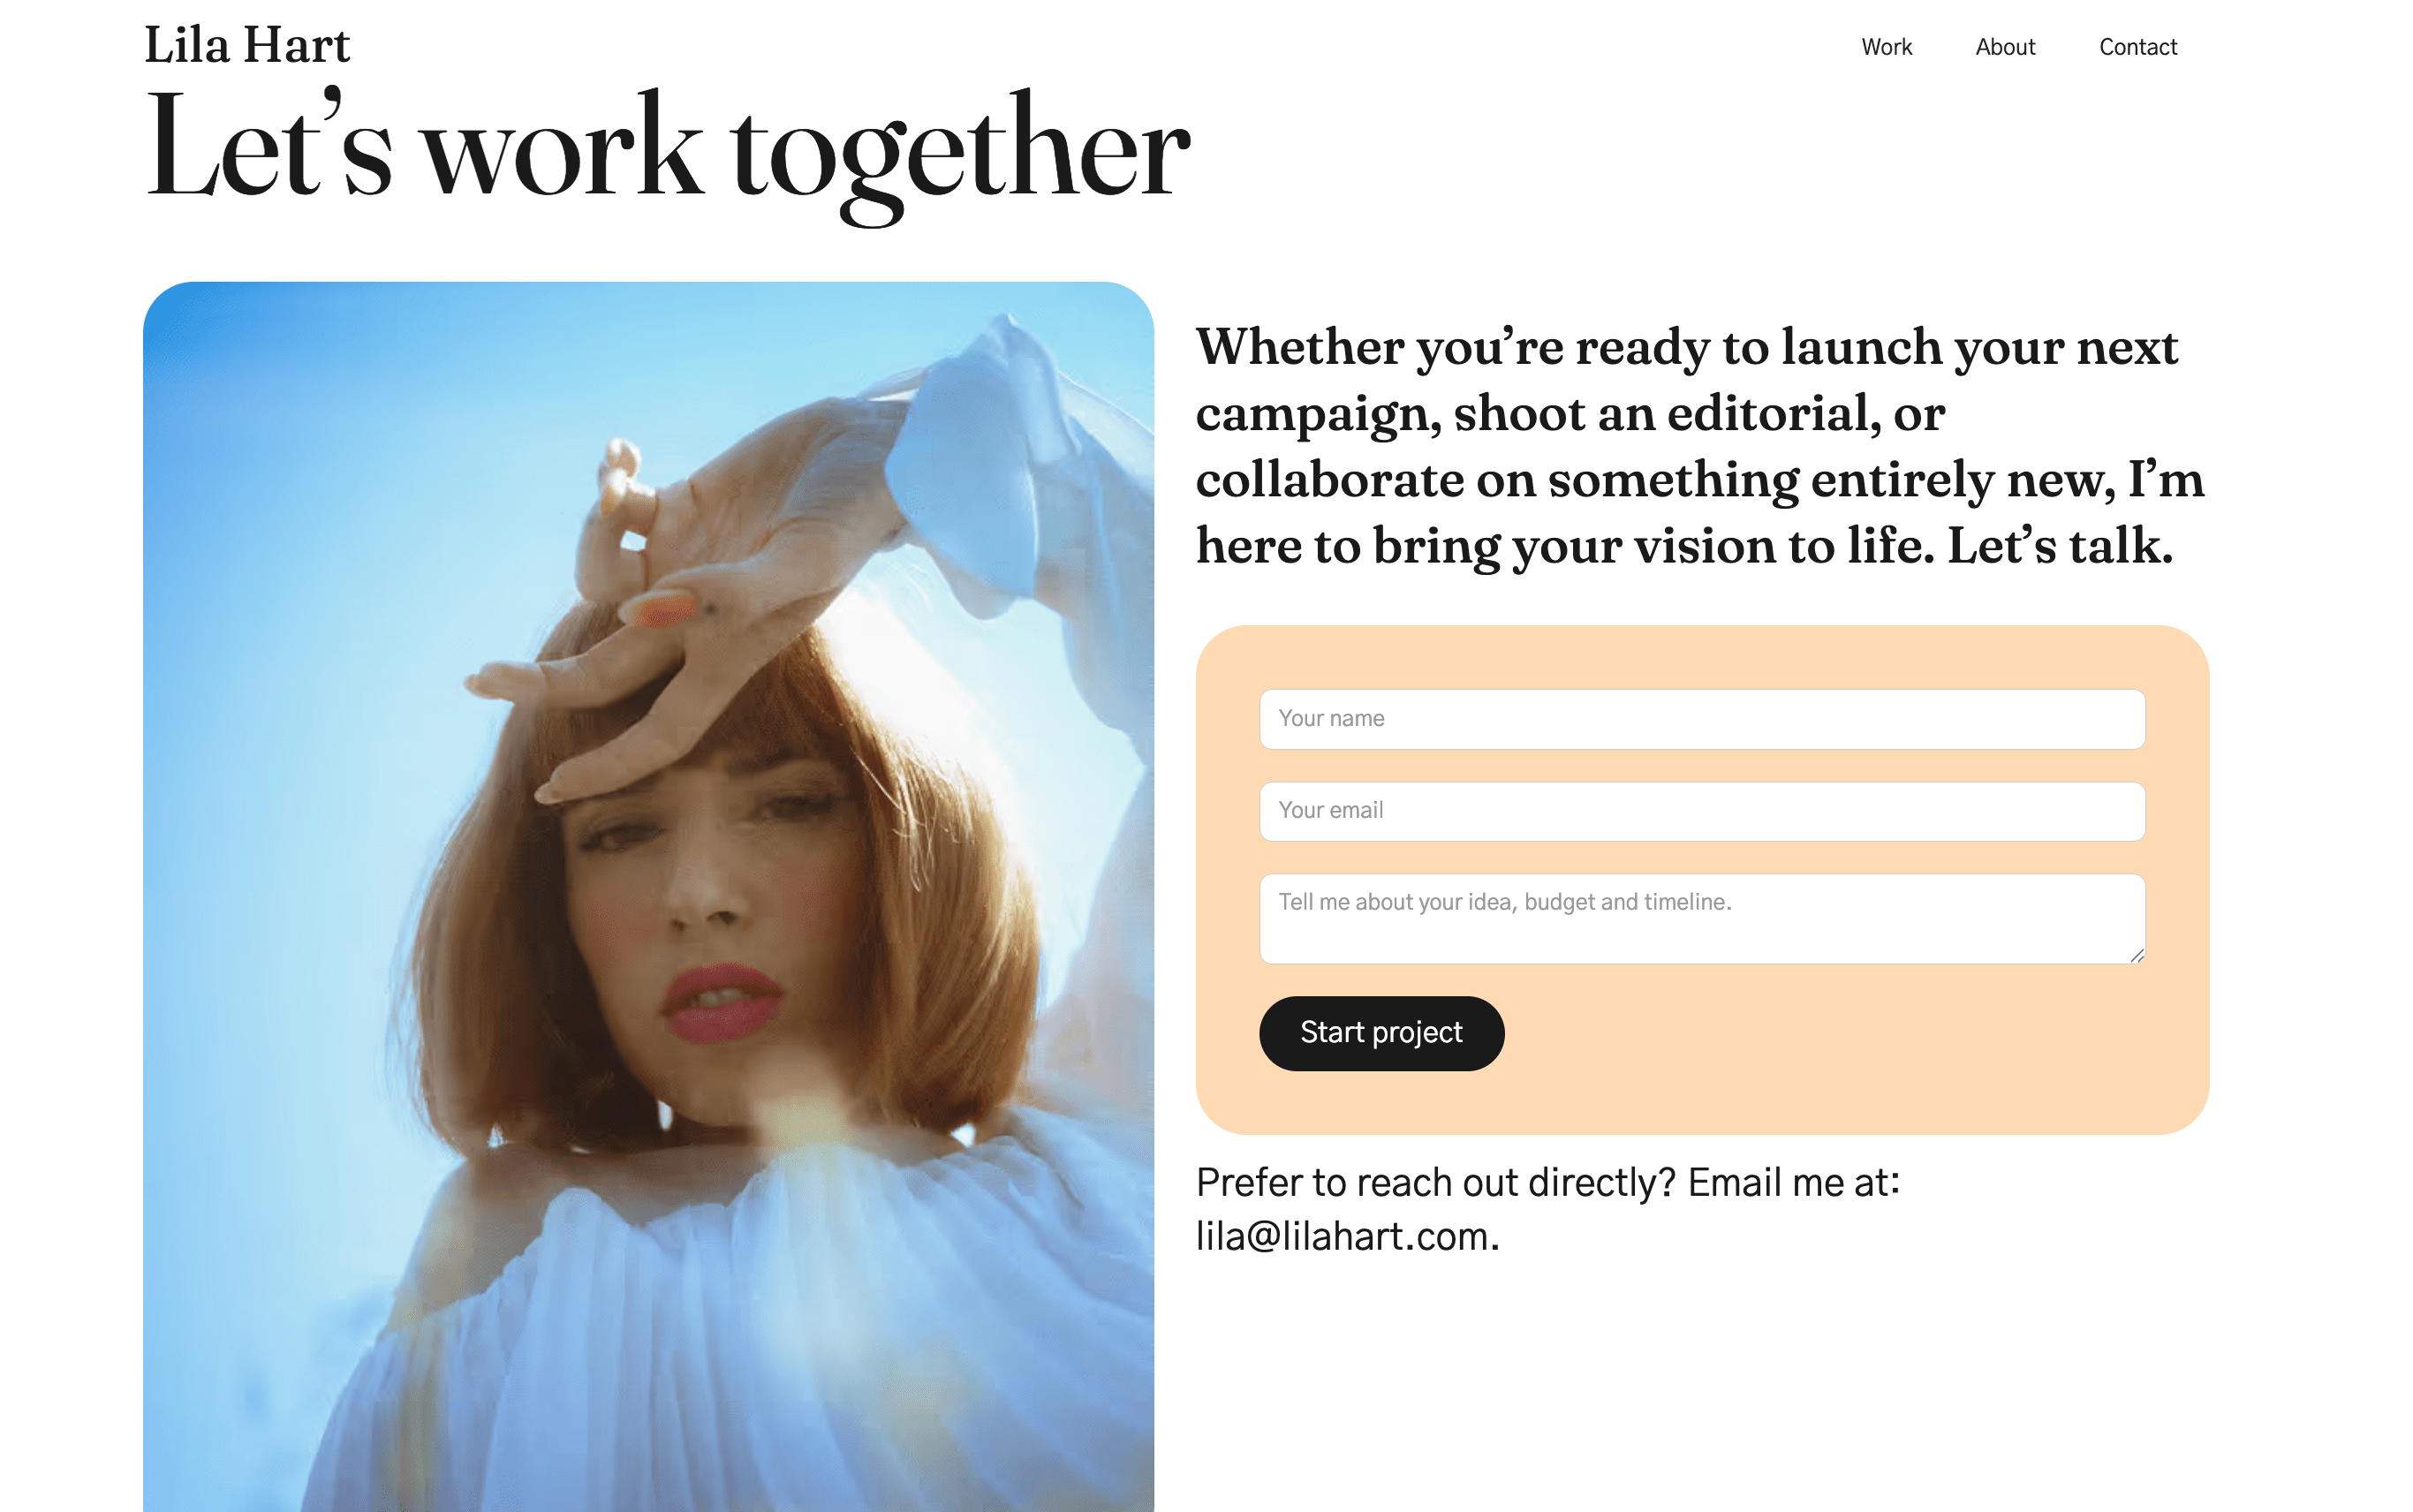 Lila Hart
Work
About
Contact
Let’s work together
Whether you’re ready to launch your next
campaign, shoot an editorial, or
collaborate on something entirely new, I’m
here to bring your vision to life. Let’s talk.
Your name
Your email
Tell me about your idea, budget and timeline.
Start project
Prefer to reach out directly? Email me at:
lila@lilahart.com.